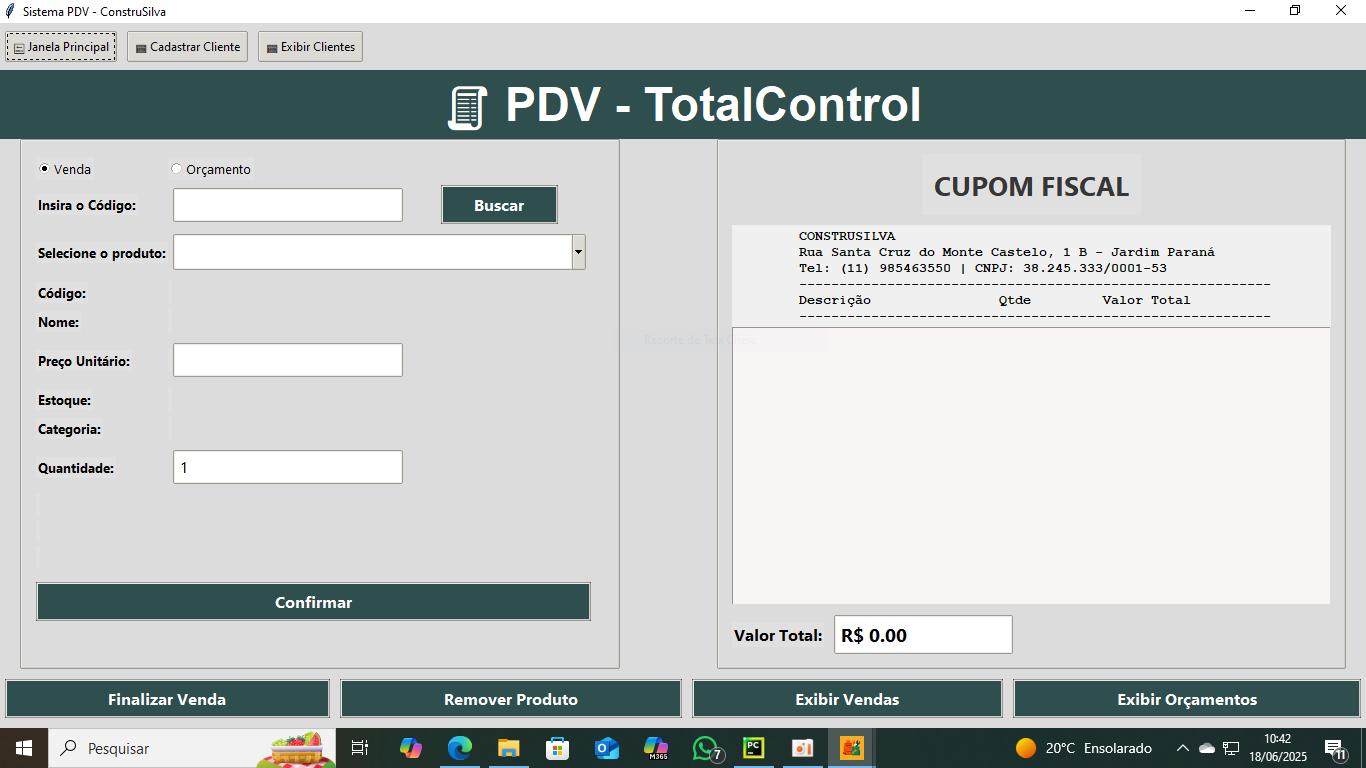 Sistema PDV - ConstruSilva
Janela Principal
Cadastrar Cliente
Exibir Clientes
PDV - TotalControl
Venda
Orçamento
Insira o Código:
Buscar
Selecione o produto:
Código:
Nome:
Preço Unitário:
Estoque:
Categoria:
Quantidade:
1
Confirmar
CUPOM FISCAL
CONSTRUSILVA
Rua Santa Cruz do Monte Castelo, 1 B - Jardim Paraná
Tel: (11) 985463550 | CNPJ: 38.245.333/0001-53
-----------------------------------------------------------
Descrição Qtde Valor Total
-----------------------------------------------------------
Valor Total: R$ 0.00
Finalizar Venda
Remover Produto
Exibir Vendas
Exibir Orçamentos
Pesquisar
M365
7
PC
20°C Ensolarado
10:42
18/06/2025
11